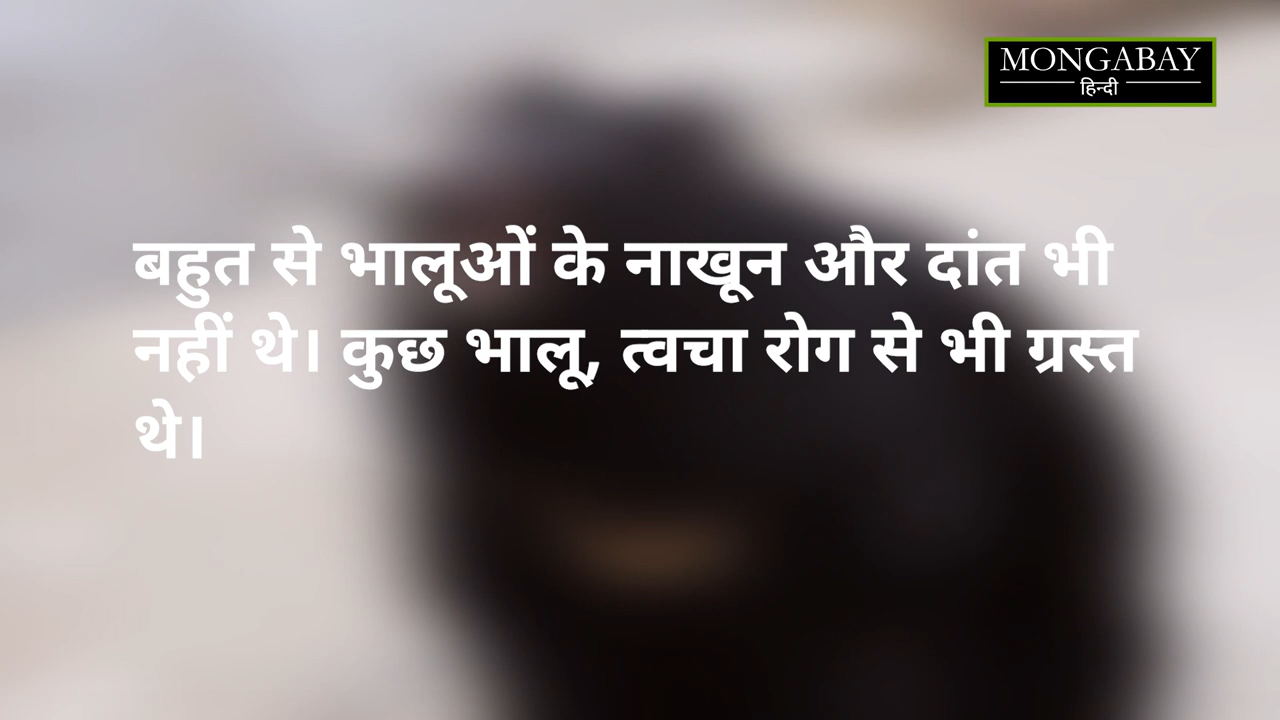 MONGABAY
हिन्दी
बहुत से भालूओं के नाखून और दांत भी
नहीं थे। कुछ भालू, त्वचा रोग से भी ग्रस्त
थे।